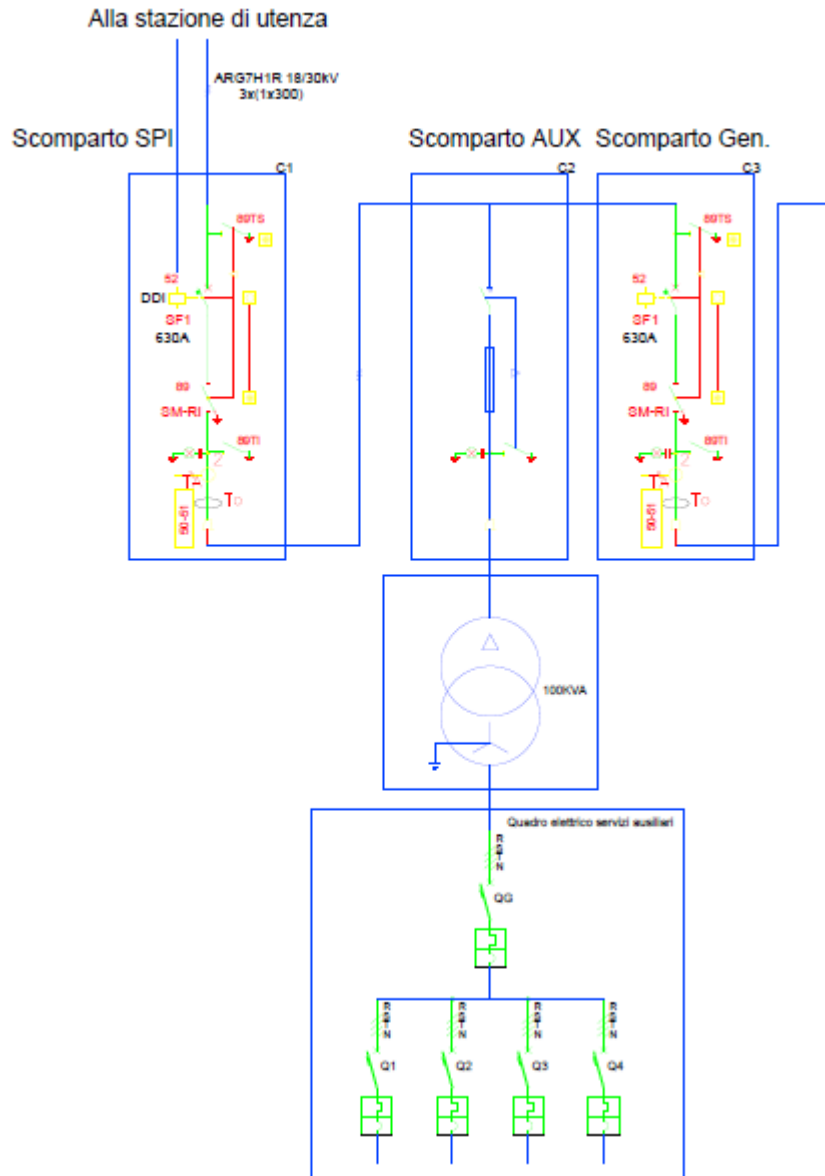 Alla stazione di utenza
ARG7H1R 18/30kV
3x(1x300)
Scomparto SPI
Scomparto AUX
Scomparto Gen.
C1
C2
C3
89TS
89TS
52
52
DDI
SF1
SF1
630A
630A
89
89
SM-RI
SM-RI
89TI
89TI
To
To
50-51
50-51
100KVA
Quadro elettrico servizi ausiliari
QG
Q1
Q2
Q3
Q4